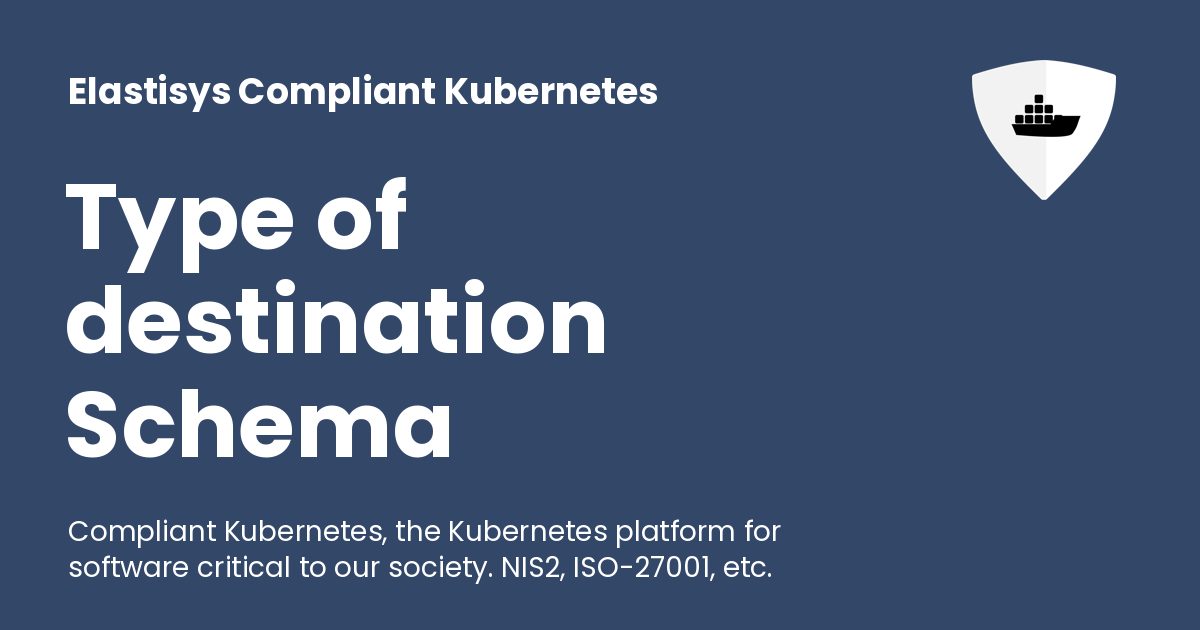 Elastisys Compliant Kubernetes
Type of
destination
Schema
Compliant Kubernetes, the Kubernetes platform for
software critical to our society. NIS2, ISO-27001, etc.